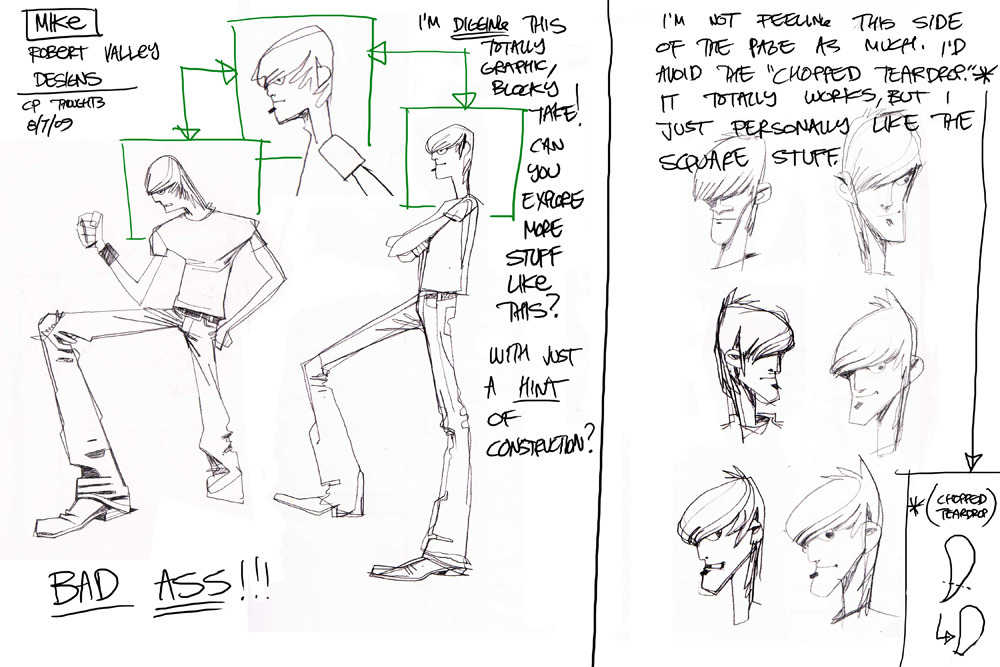 MIKE
ROBERT VALLEY
DESIGNS
CP THOUGHTS
8/7/09
I'M DIGGING THIS
TOTALLY
GRAPHIC,
BLOCKY
TAKE!
CAN
YOU
EXPLORE
MORE
STUFF
LIKE
THIS?
WITH JUST
A HINT
OF
CONSTRUCTION?
BAD ASS!!!
I'M NOT FEELING THIS SIDE
OF THE PAGE AS MUCH. I'D
AVOID THE "CHOPPED TEARDROP."*
IT TOTALLY WORKS, BUT I
JUST PERSONALLY LIKE THE
SQUARE STUFF.
*(CHOPPED
TEARDROP)